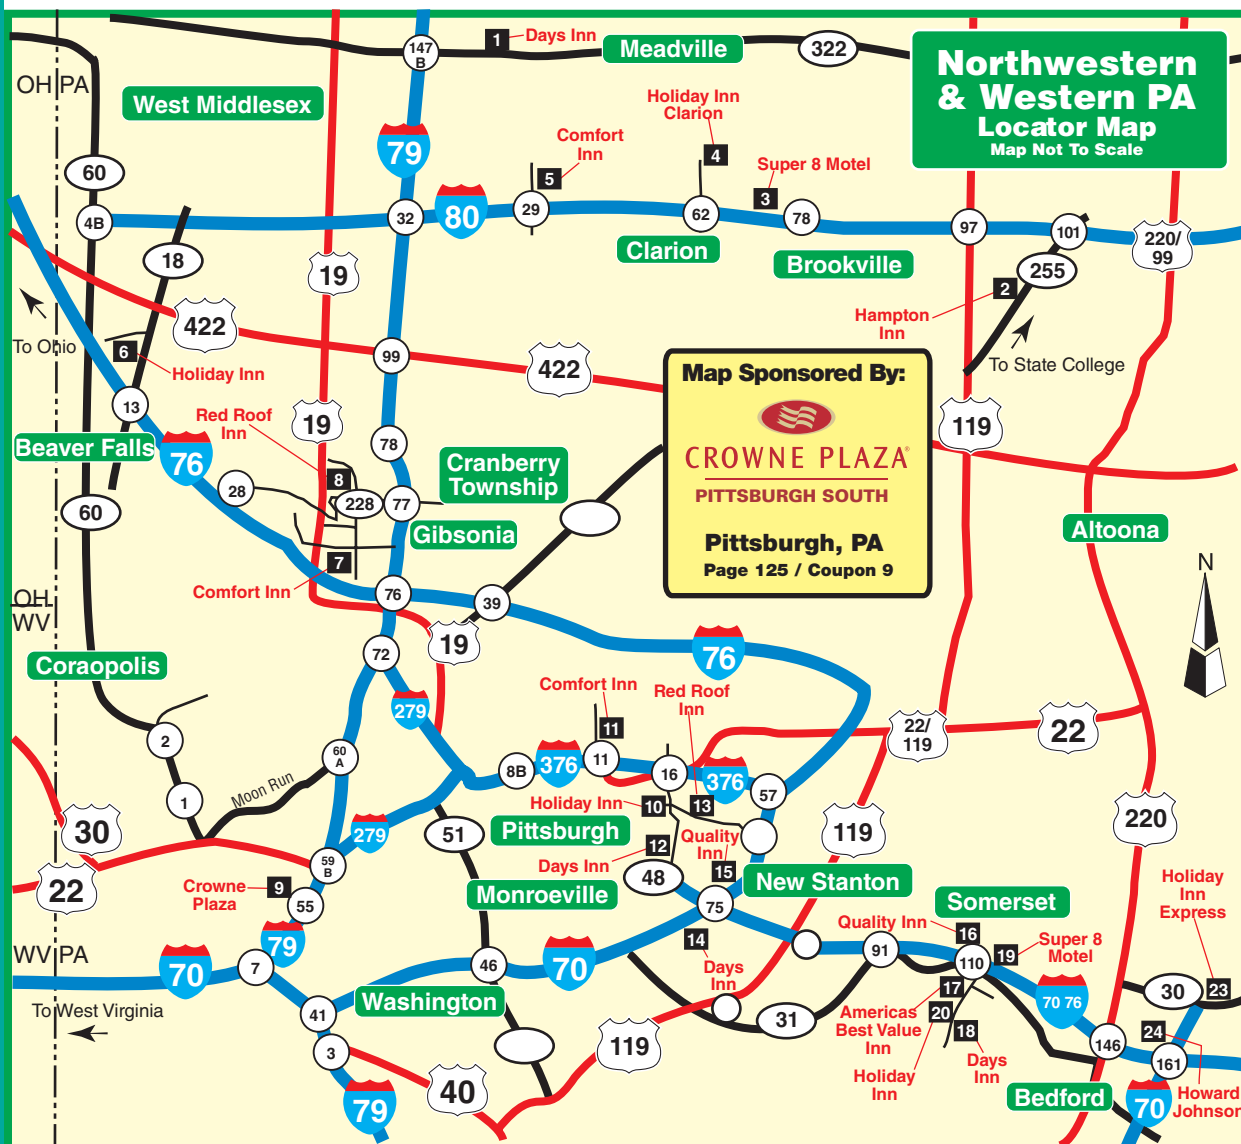 Northwestern
& Western PA
Locator Map
Map Not To Scale
147
B
1
Days Inn
Meadville
322
OH PA
West Middlesex
79
Holiday Inn
Clarion
4
Comfort
Inn
5
Super 8 Motel
3
60
4B
32
80
29
62
78
97
101
220/
99
18
19
Clarion
Brookville
255
2
Hampton
Inn
422
To Ohio
6
Holiday Inn
99
422
To State College
Map Sponsored By:
CROWNE PLAZA®
PITTSBURGH SOUTH
Pittsburgh, PA
Page 125 / Coupon 9
13
Red Roof
Inn
19
119
78
Beaver Falls
76
Cranberry
Township
8
28
228
77
60
Gibsonia
Altoona
7
Comfort Inn
N
OH
WV
76
39
19
72
76
Coraopolis
279
Comfort Inn
11
Red Roof
Inn
22/
119
22
2
60
A
8B
376
11
16
376
57
Moon Run
1
30
279
51
Holiday Inn
10
13
Pittsburgh
Quality
Inn
119
220
Days Inn
12
15
59
B
22
Crowne
Plaza
9
55
Monroeville
48
75
New Stanton
Somerset
Holiday
Inn
Express
79
14
Days
Inn
Quality Inn
16
91
110
19
Super 8
Motel
WV PA
70
7
46
70
Washington
To West Virginia
41
31
Americas
Best Value
Inn
17
20
18
Days
Inn
Holiday
Inn
70 76
30
23
24
146
161
3
119
40
79
Bedford
70
Howard
Johnson